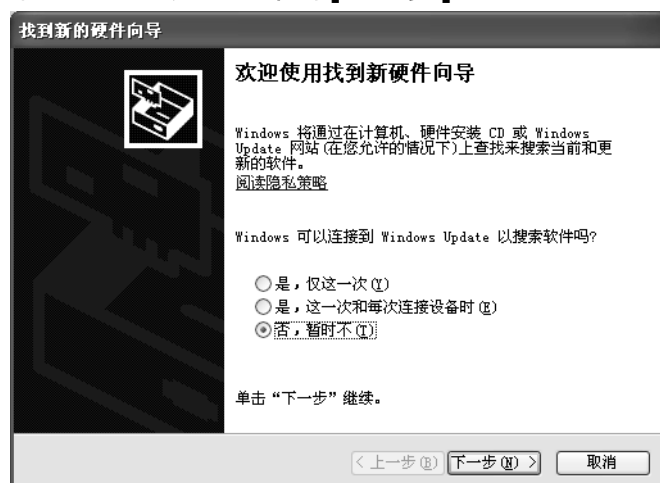 找到新的硬件向导
欢迎使用找到新硬件向导
Windows 将通过在计算机、硬件安装 CD 或 Windows
Update 网站(在您允许的情况下)上查找来搜索当前和更
新的软件。
阅读隐私策略
Windows 可以连接到 Windows Update 以搜索软件吗?
是，仅这一次(Y)
是，这一次和每次连接设备时(E)
否，暂时不(T)
单击“下一步”继续。
< 上一步(B) 下一步(N) > 取消